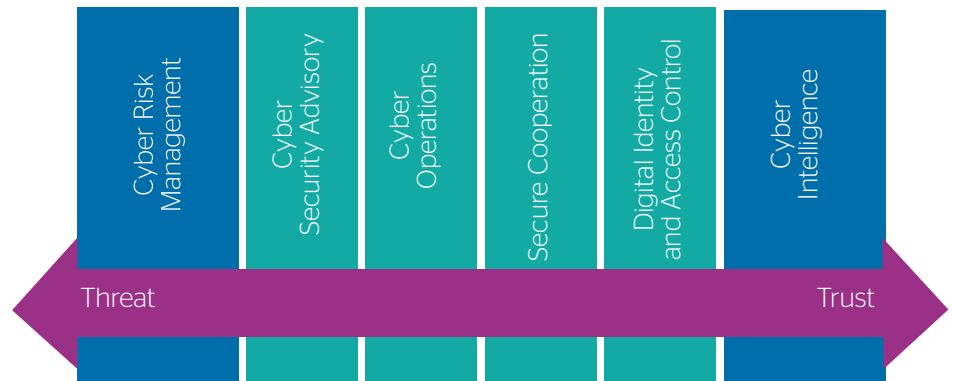 Cyber Risk
Management
Cyber
Security Advisory
Cyber
Operations
Secure Cooperation
Digital Identity
and Access Control
Cyber
Intelligence
Threat
Trust